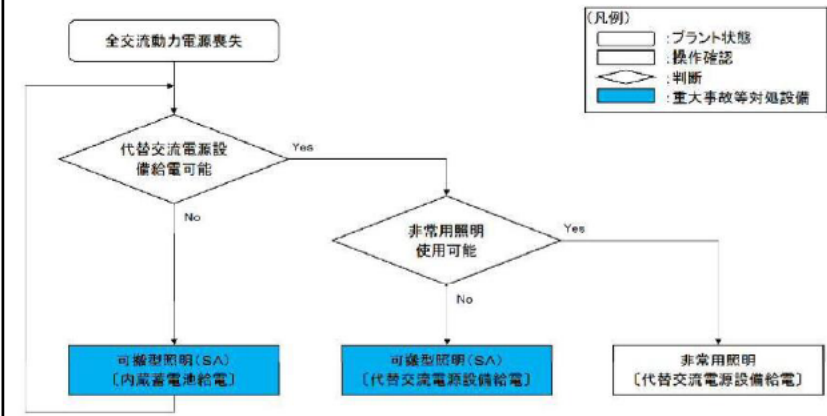 全交流動力電源喪失
(凡例)
:プラント状態
:操作確認
:判断
:重大事故等対処設備
代替交流電源設
備給電可能
Yes
No
非常用照明
使用可能
Yes
No
可搬型照明(SA)
〔内蔵蓄電池給電〕
可搬型照明(SA)
〔代替交流電源設備給電〕
非常用照明
〔代替交流電源設備給電〕